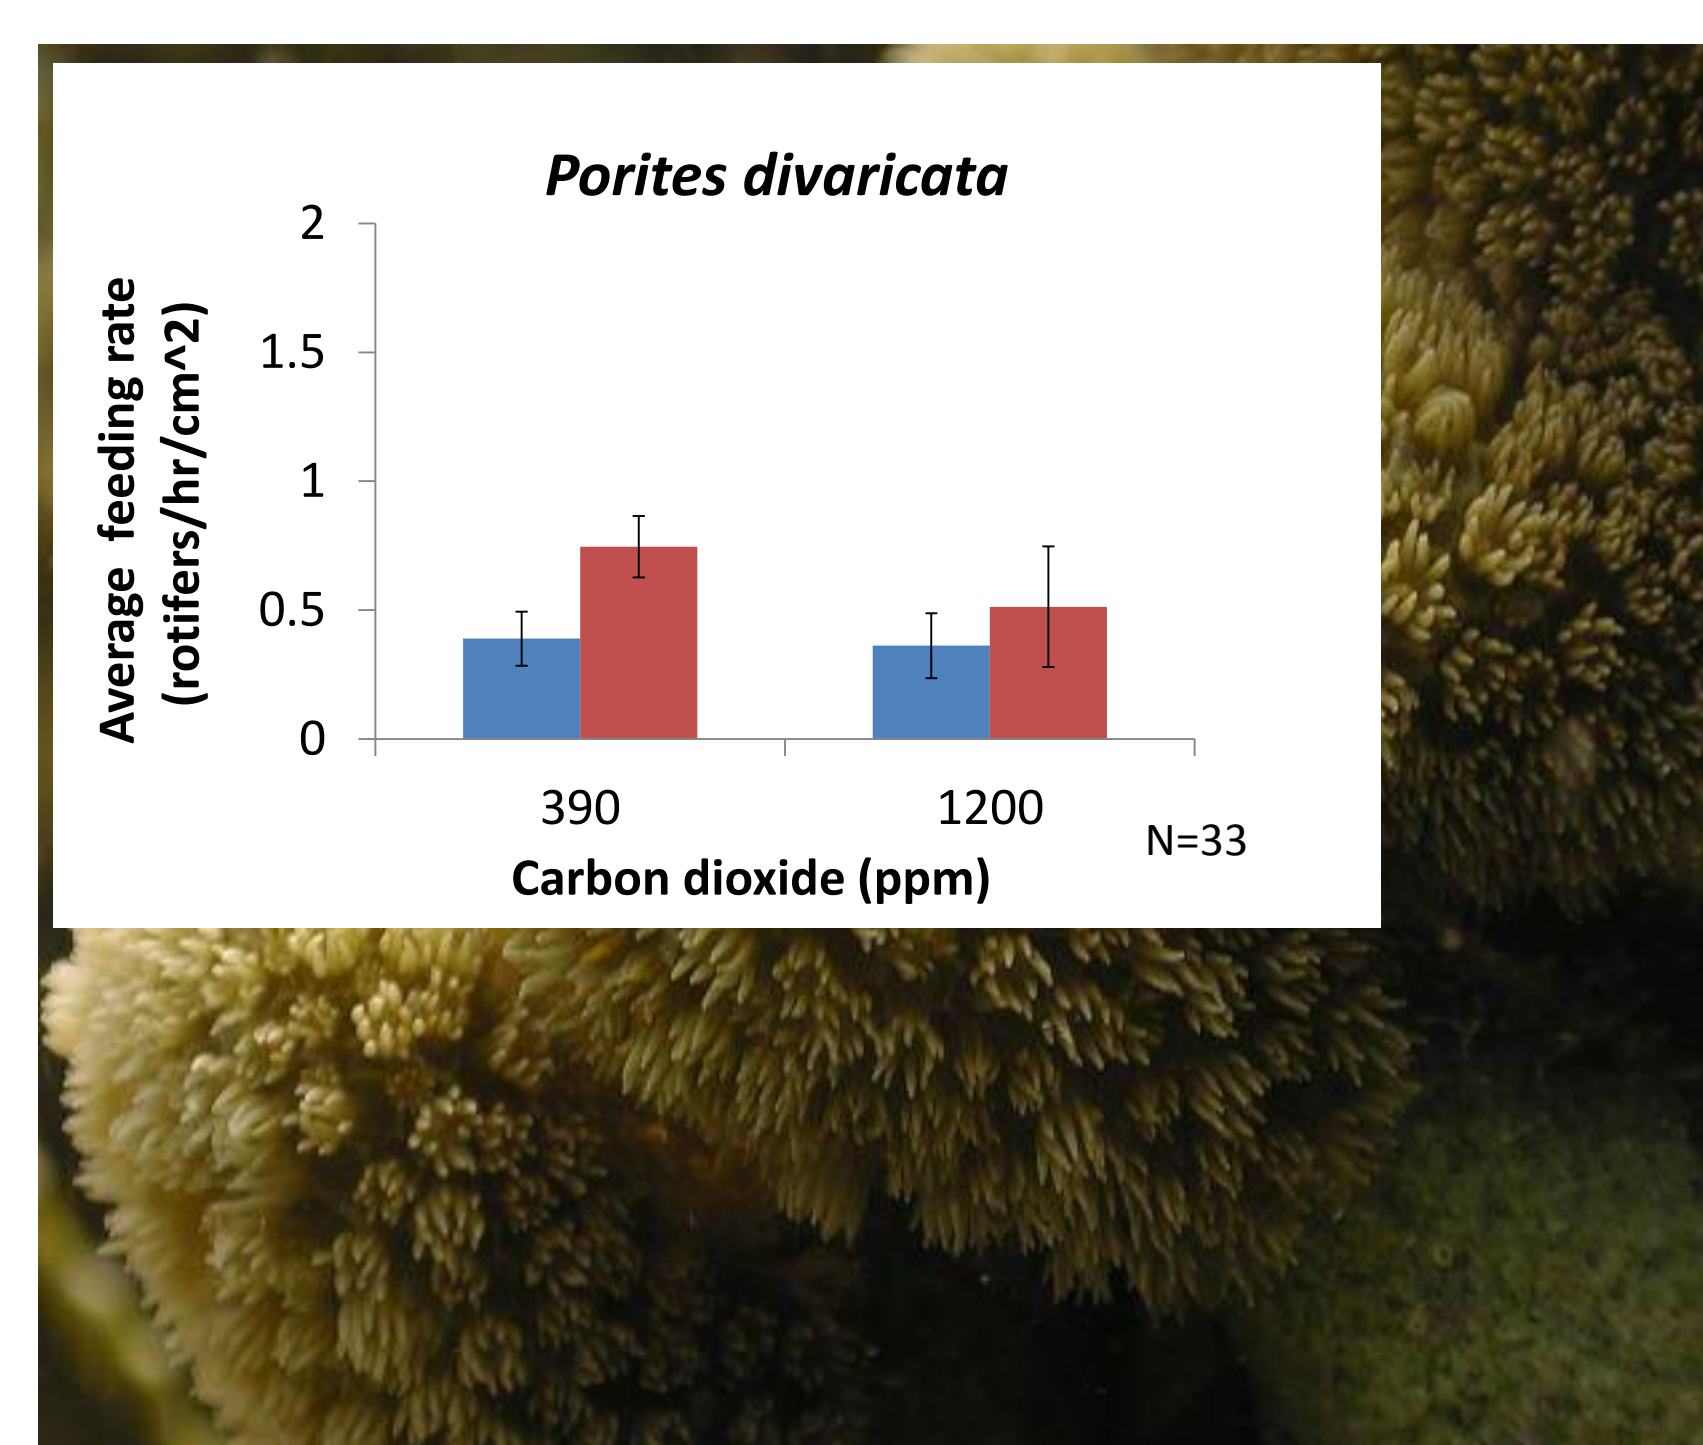 Porites divaricata
2
1.5
1
0.5
0
Average feeding rate
(rotifers/hr/cm^2)
390
1200
N=33
Carbon dioxide (ppm)